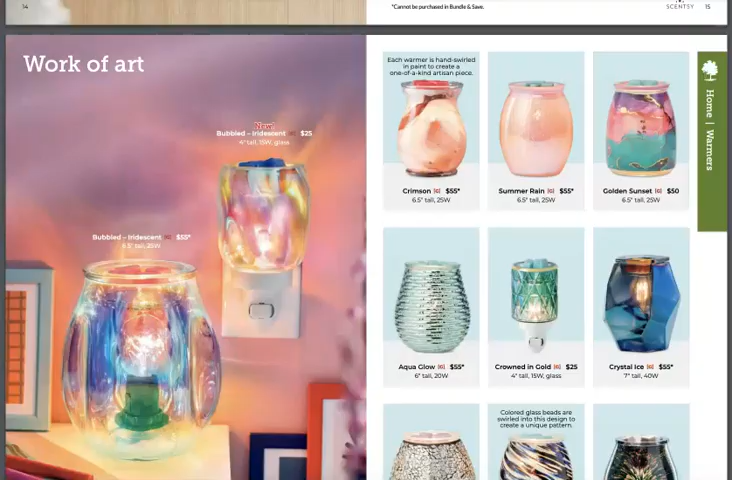 14
*Cannot be purchased in Bundle & Save.
SCENTSY 15
Work of art
New!
Bubbled – Iridescent $25
4" tall, 15W, glass
Bubbled – Iridescent $55*
6.5" tall, 25W
Each warmer is hand-swirled
in paint to create a
one-of-a-kind artisan piece.
Crimson [G] $55*
6.5" tall, 25W
Summer Rain [G] $55*
6.5" tall, 25W
Golden Sunset [G] $50
6.5" tall, 25W
Home | Warmers
Aqua Glow [G] $55*
6" tall, 20W
Crowned in Gold [G] $25
4" tall, 15W, glass
Crystal Ice [G] $55*
7" tall, 40W
Colored glass beads are
swirled into this design to
create a unique pattern.